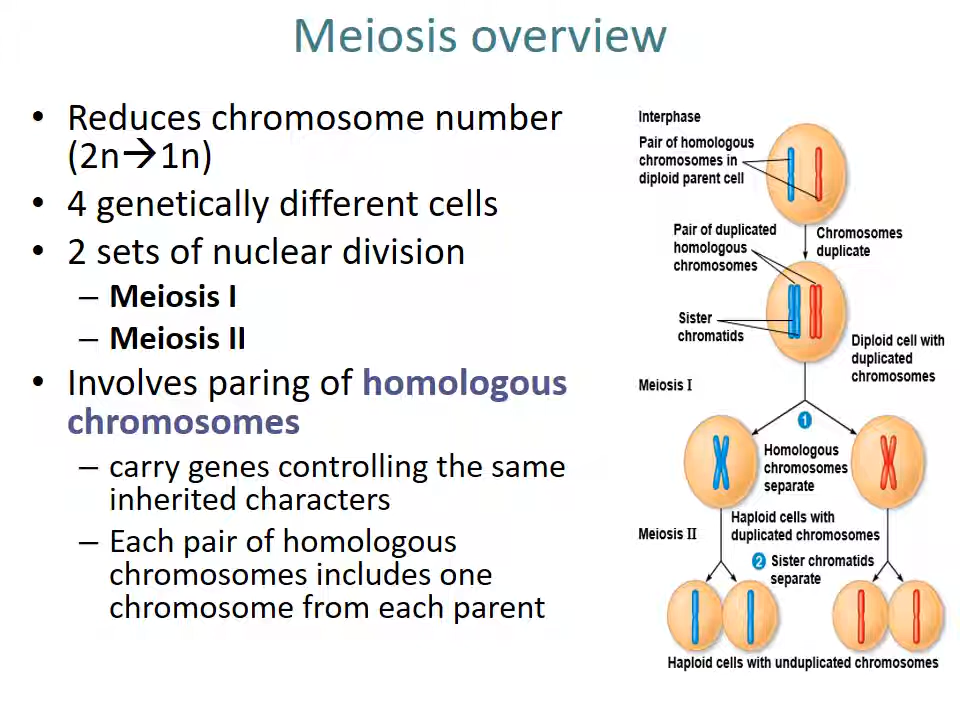 Meiosis overview
• Reduces chromosome number
(2n→1n)
• 4 genetically different cells
• 2 sets of nuclear division
– Meiosis I
– Meiosis II
• Involves paring of homologous
chromosomes
– carry genes controlling the same
inherited characters
– Each pair of homologous
chromosomes includes one
chromosome from each parent
Interphase
Pair of homologous
chromosomes in
diploid parent cell
Chromosomes
duplicate
Pair of duplicated
homologous
chromosomes
Sister
chromatids
Diploid cell with
duplicated
chromosomes
Meiosis I
1
Homologous
chromosomes
separate
Haploid cells with
duplicated chromosomes
Meiosis II
2 Sister chromatids
separate
Haploid cells with unduplicated chromosomes